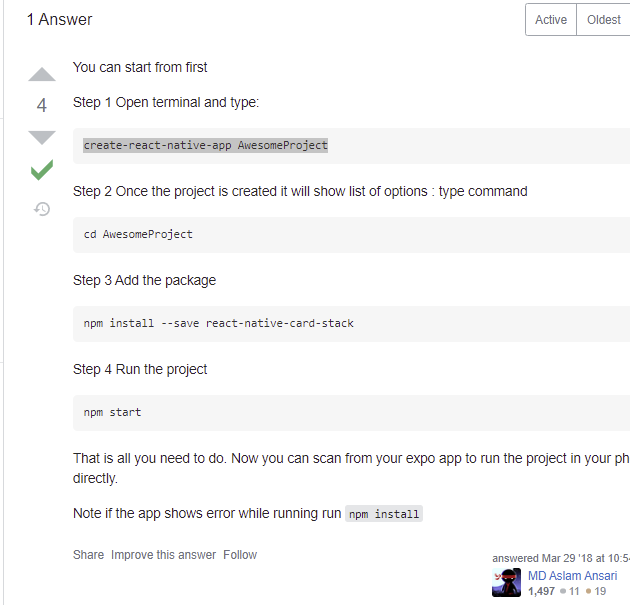 1 Answer
Active
Oldest
You can start from first
4
Step 1 Open terminal and type:
create-react-native-app AwesomeProject
Step 2 Once the project is created it will show list of options : type command
cd AwesomeProject
Step 3 Add the package
npm install --save react-native-card-stack
Step 4 Run the project
npm start
That is all you need to do. Now you can scan from your expo app to run the project in your ph
directly.
Note if the app shows error while running run npm install
Share Improve this answer Follow
answered Mar 29 '18 at 10:5
MD Aslam Ansari
1,497 11 19